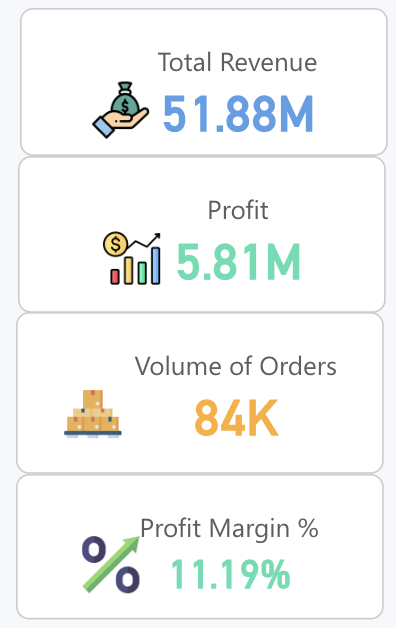 Total Revenue
$
51.88M
Profit
$
5.81M
Volume of Orders
84K
Profit Margin %
%
11.19%